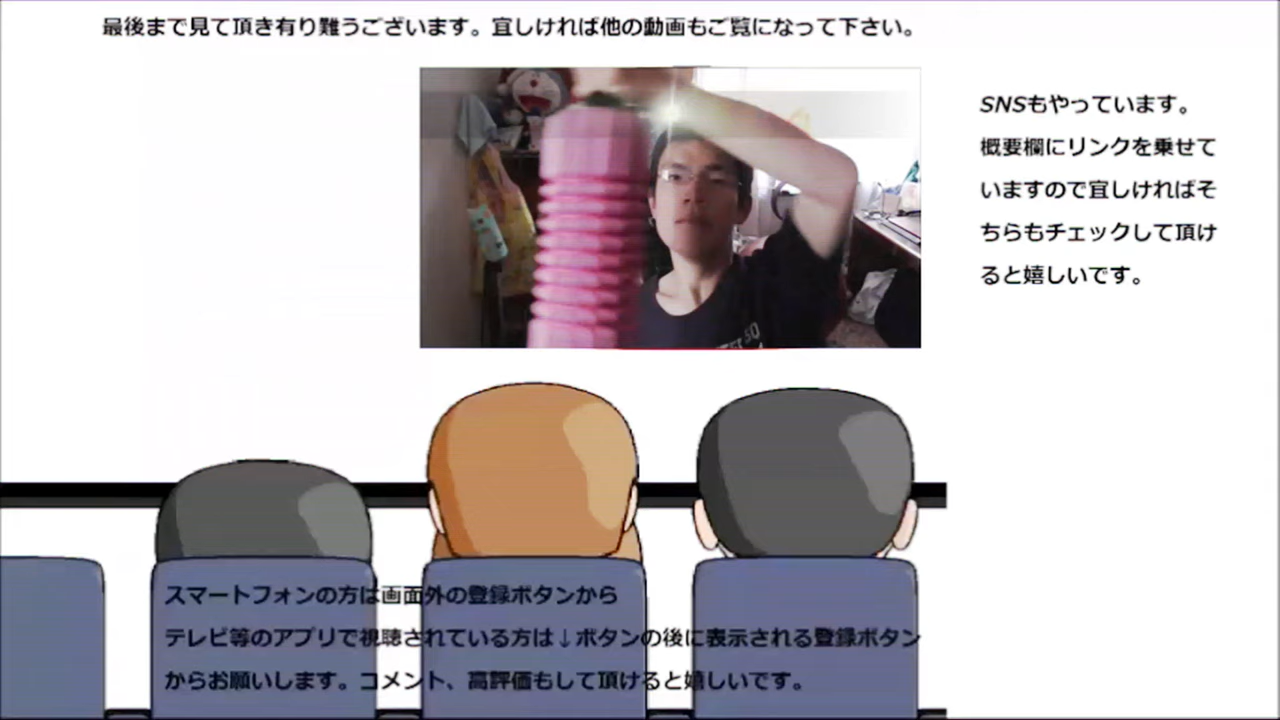 最後まで見て頂き有り難うございます。宜しければ他の動画もご覧になって下さい。
SNSもやっています。
概要欄にリンクを乗せて
いますので宜しければそ
ちらもチェックして頂け
ると嬉しいです。
スマートフォンの方は画面外の登録ボタンから
テレビ等のアプリで視聴されている方は↓ボタンの後に表示される登録ボタン
からお願いします。コメント、高評価もして頂けると嬉しいです。